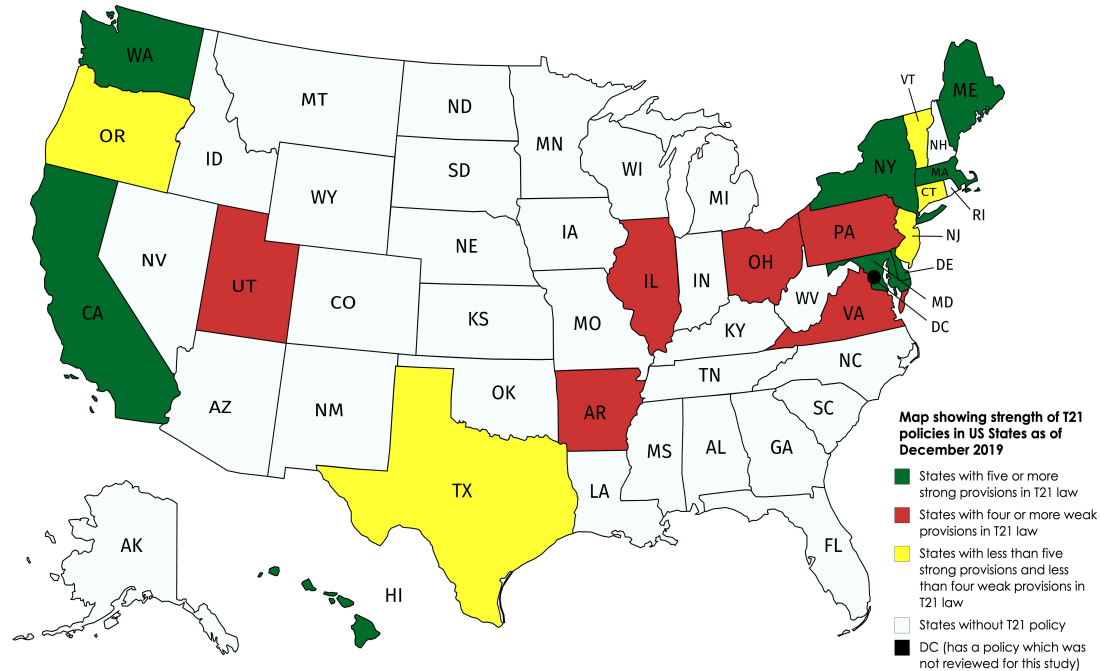 WA
VT
ME
MT
ND
OR
MN
NH
ID
SD
WI
NY
MA
MI
CT
WY
RI
IA
NE
PA
NJ
NV
OH
DE
UT
IL
IN
CO
WV
MD
CA
KS
MO
VA
DC
KY
NC
TN
OK
AZ
NM
AR
SC
MS
AL
GA
TX
LA
AK
FL
HI
Map showing strength of T21
policies in US States as of
December 2019
States with five or more
strong provisions in T21 law
States with four or more weak
provisions in T21 law
States with less than five
strong provisions and less
than four weak provisions in
T21 law
States without T21 policy
DC (has a policy which was
not reviewed for this study)